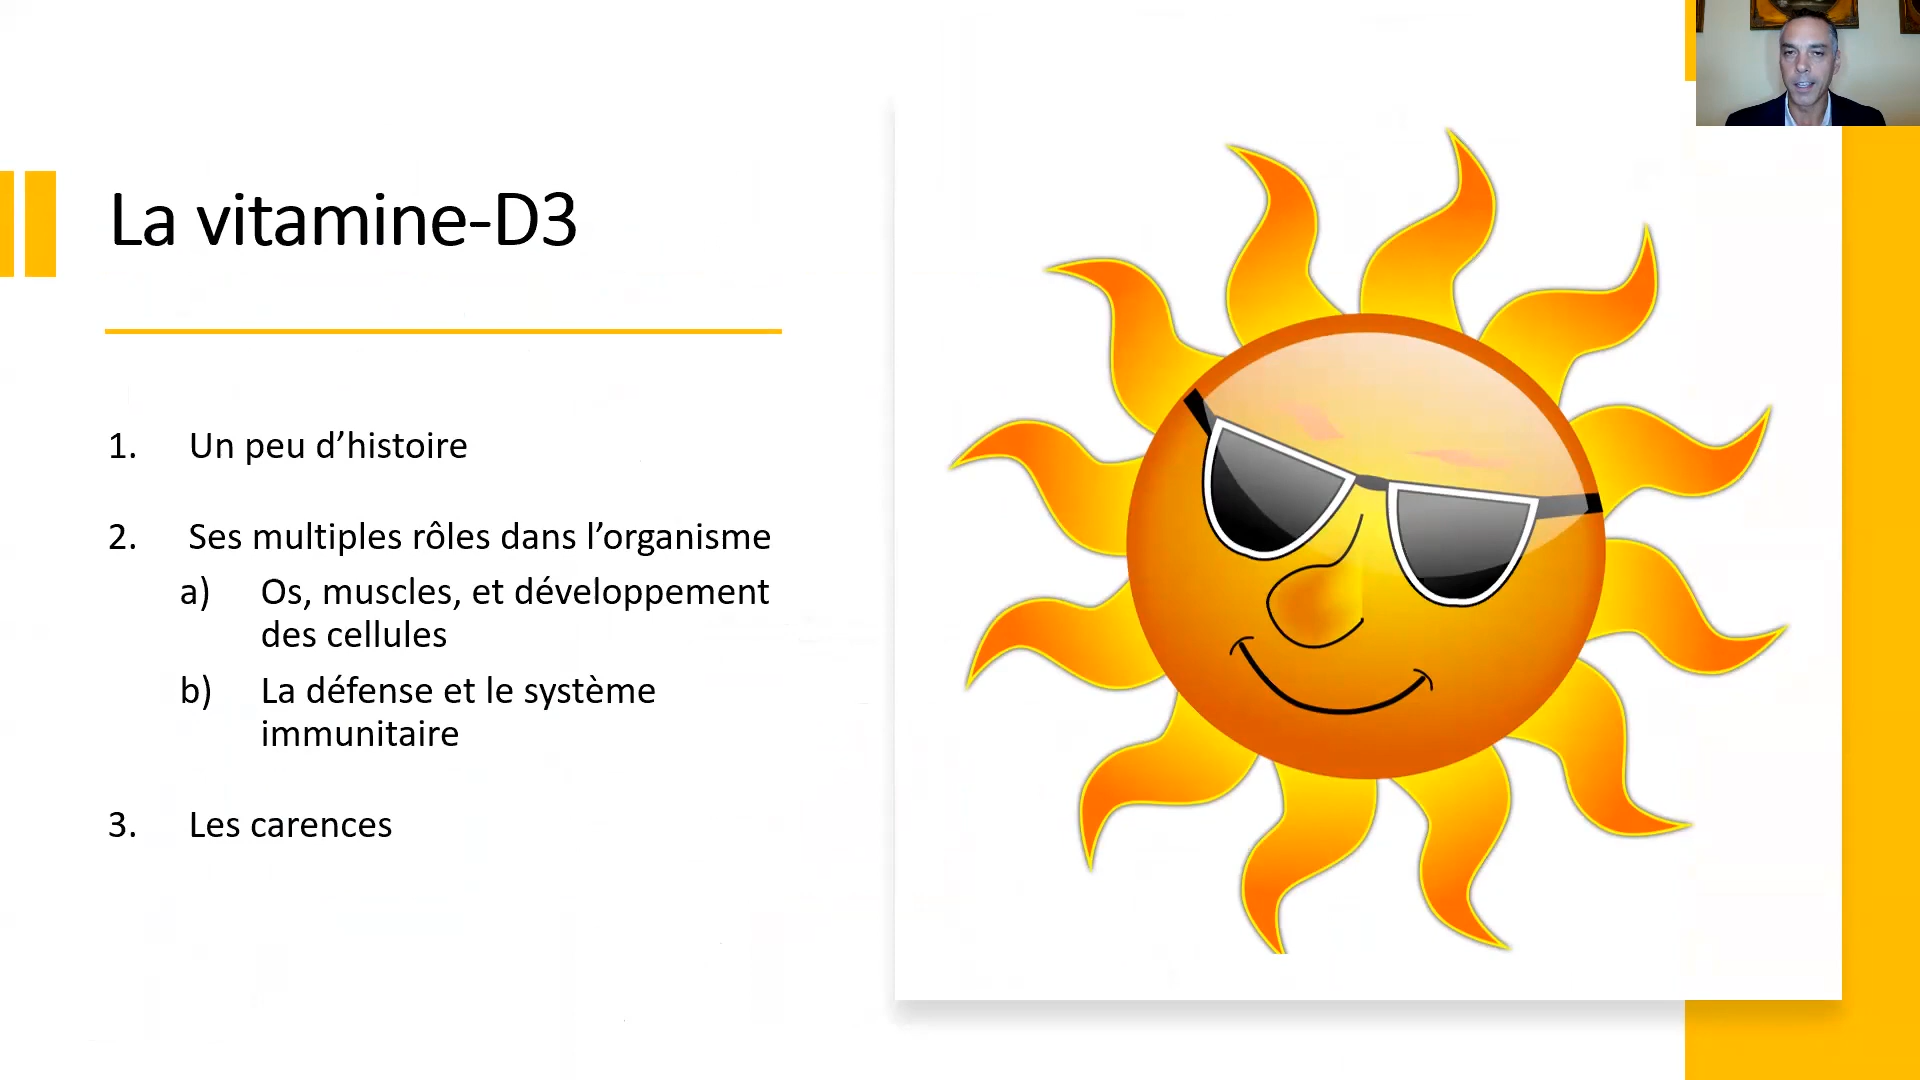 La vitamine-D3
1. Un peu d’histoire
2. Ses multiples rôles dans l’organisme
a) Os, muscles, et développement
des cellules
b) La défense et le système
immunitaire
3. Les carences